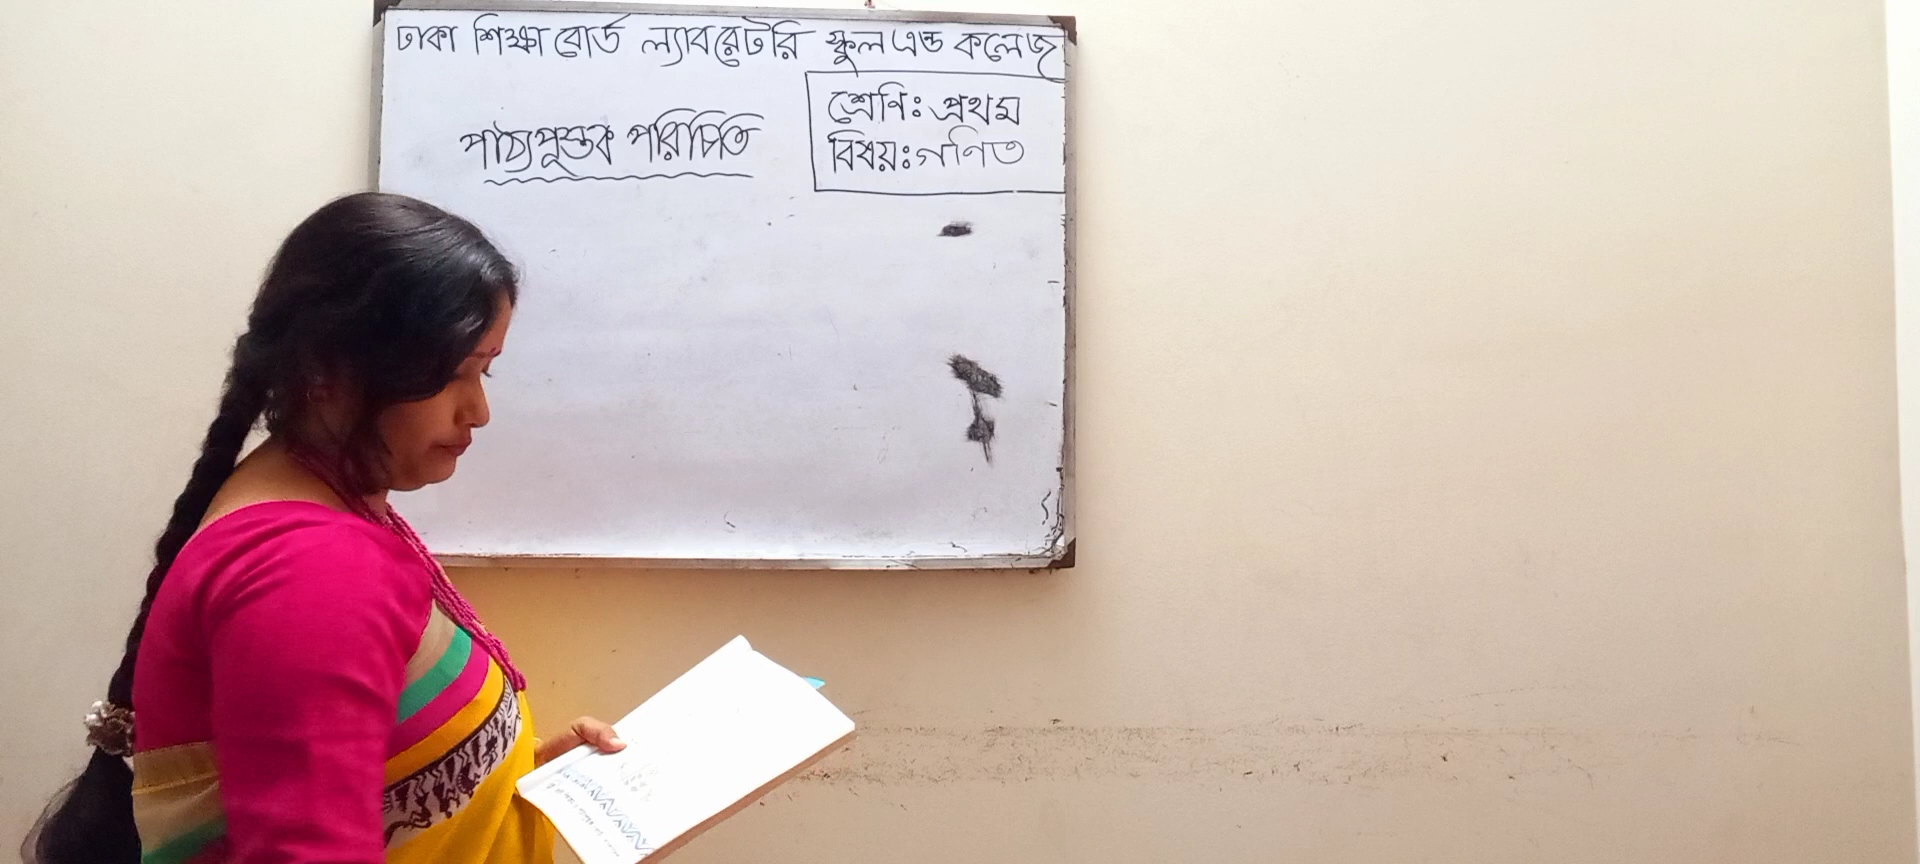 ঢাকা শিক্ষা বোর্ড ল্যাবরেটরি স্কুল এন্ড কলেজ
শ্রেণি: প্রথম
পাঠ্যপুস্তক পরিচিতি
বিষয়: গণিত